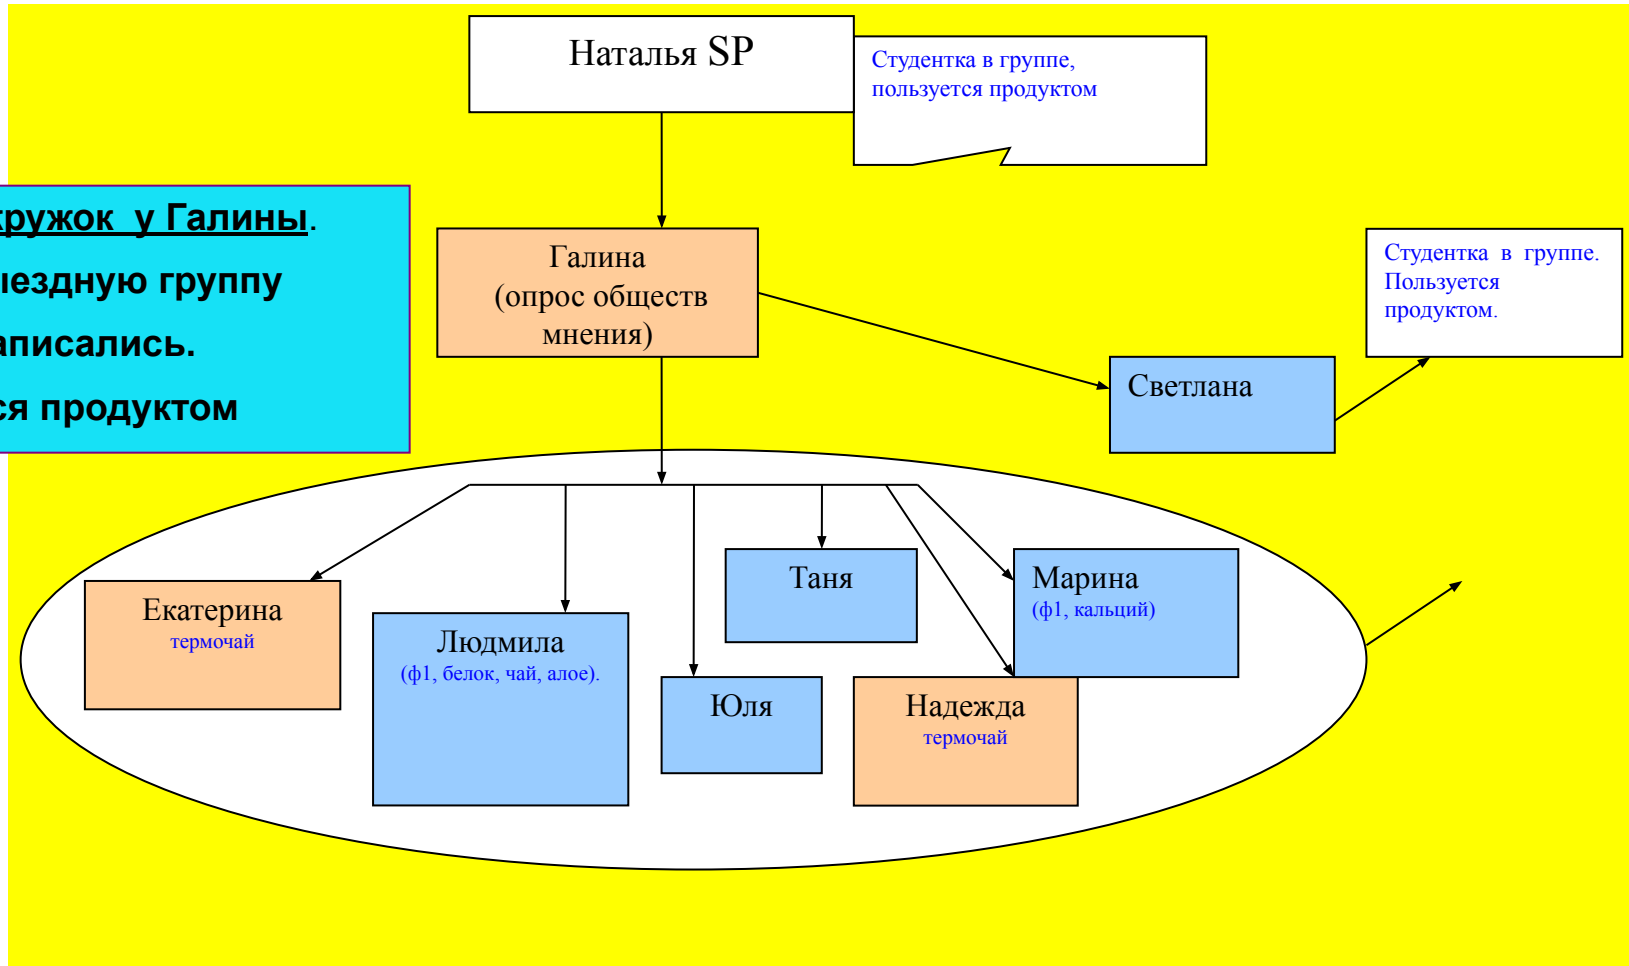 Наталья SP
Студентка в группе,
пользуется продуктом
кружок у Галины.
ыездную группу
аписались.
ся продуктом
Галина
(опрос обществ
мнения)
Студентка в группе.
Пользуется
продуктом.
Светлана
Екатерина
термочай
Людмила
(ф1, белок, чай, алое).
Юля
Таня
Надежда
термочай
Марина
(ф1, кальций)